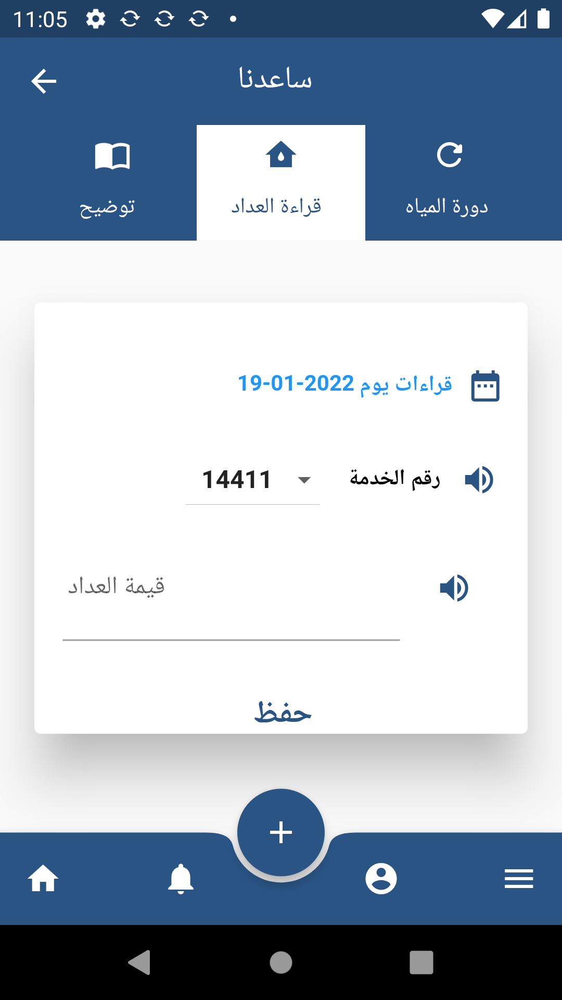 11:05
ساعدنا
دورة المياه
قراءة العداد
توضيح
قراءات يوم 2022-01-19
رقم الخدمة
14411
قيمة العداد
حفظ